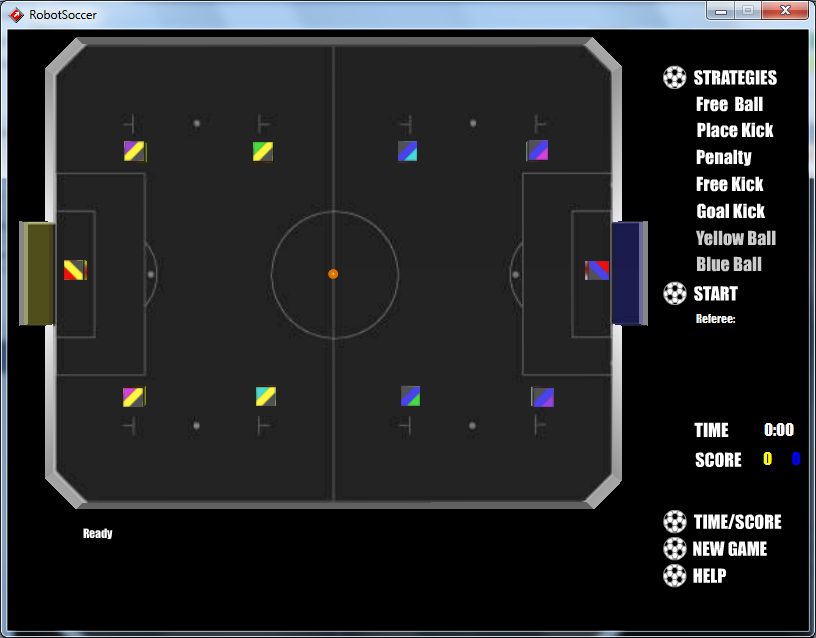 RobotSoccer
STRATEGIES
Free Ball
Place Kick
Penalty
Free Kick
Goal Kick
Yellow Ball
Blue Ball
START
Referee:
TIME 0:00
SCORE 0 0
Ready
TIME/SCORE
NEW GAME
HELP